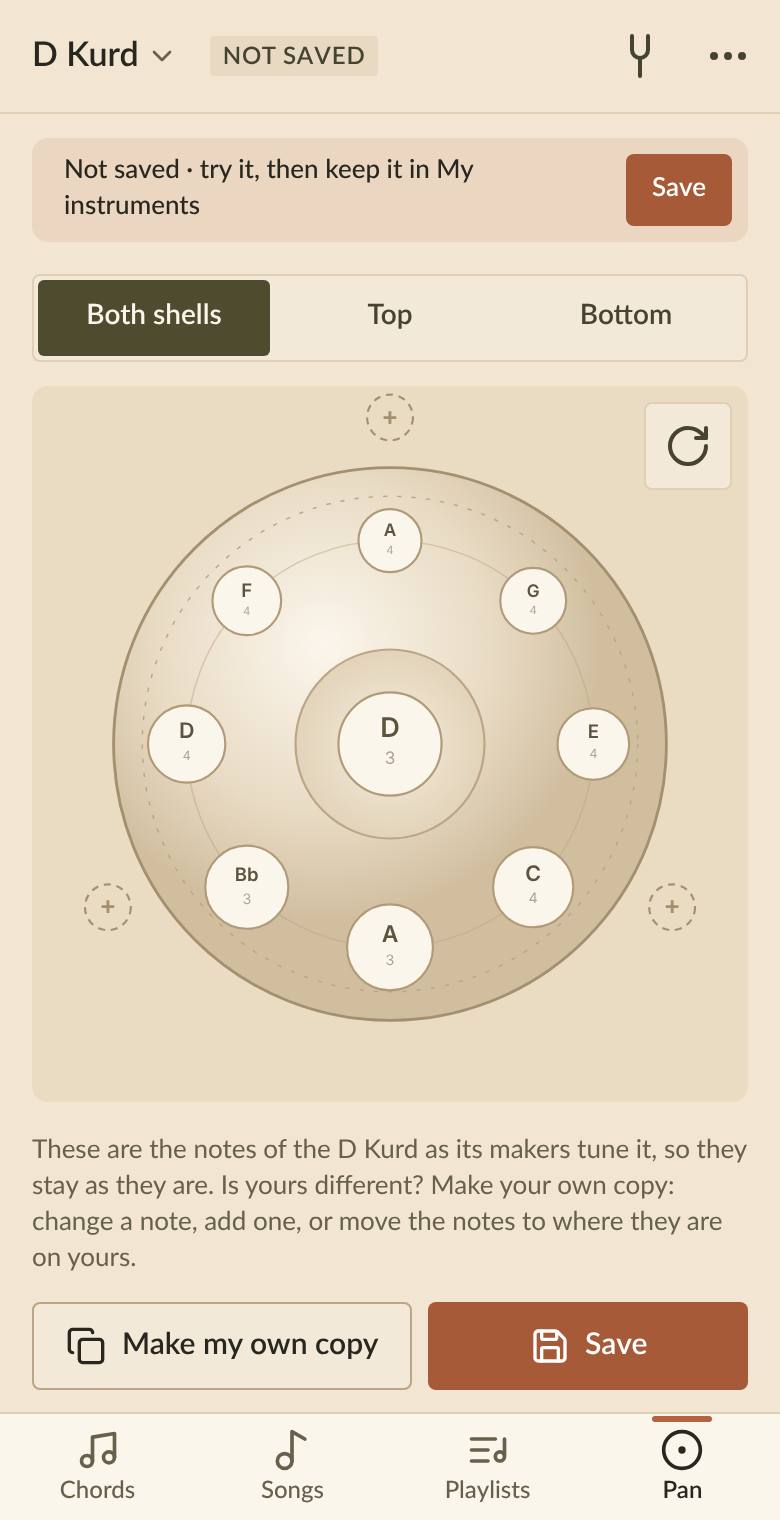 D Kurd
NOT SAVED
Not saved · try it, then keep it in My
instruments
Save
Both shells
Top
Bottom
+
A
4
F
4
G
4
D
4
D
3
E
4
Bb
3
C
4
A
3
+
+
These are the notes of the D Kurd as its makers tune it, so they
stay as they are. Is yours different? Make your own copy:
change a note, add one, or move the notes to where they are
on yours.
Make my own copy
Save
Chords
Songs
Playlists
Pan